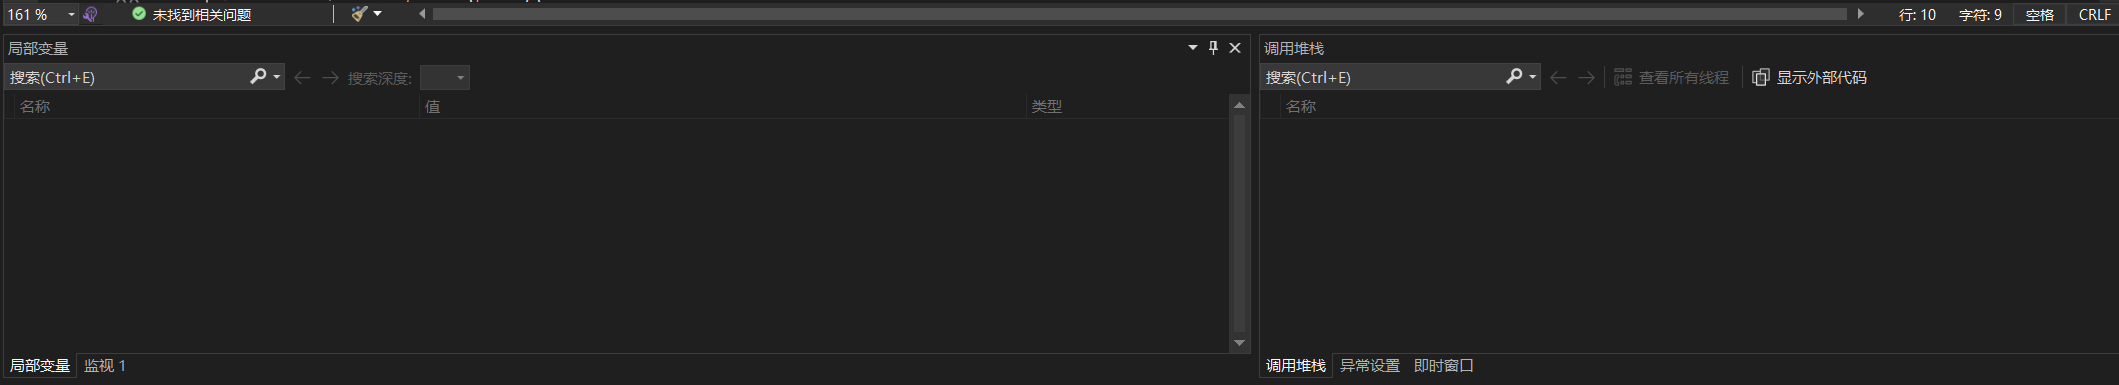 161 %
未找到相关问题
行: 10
字符: 9
空格
CRLF
局部变量
搜索(Ctrl+E)
搜索深度:
名称
值
类型
局部变量
监视 1
调用堆栈
搜索(Ctrl+E)
查看所有线程
显示外部代码
名称
调用堆栈
异常设置
即时窗口